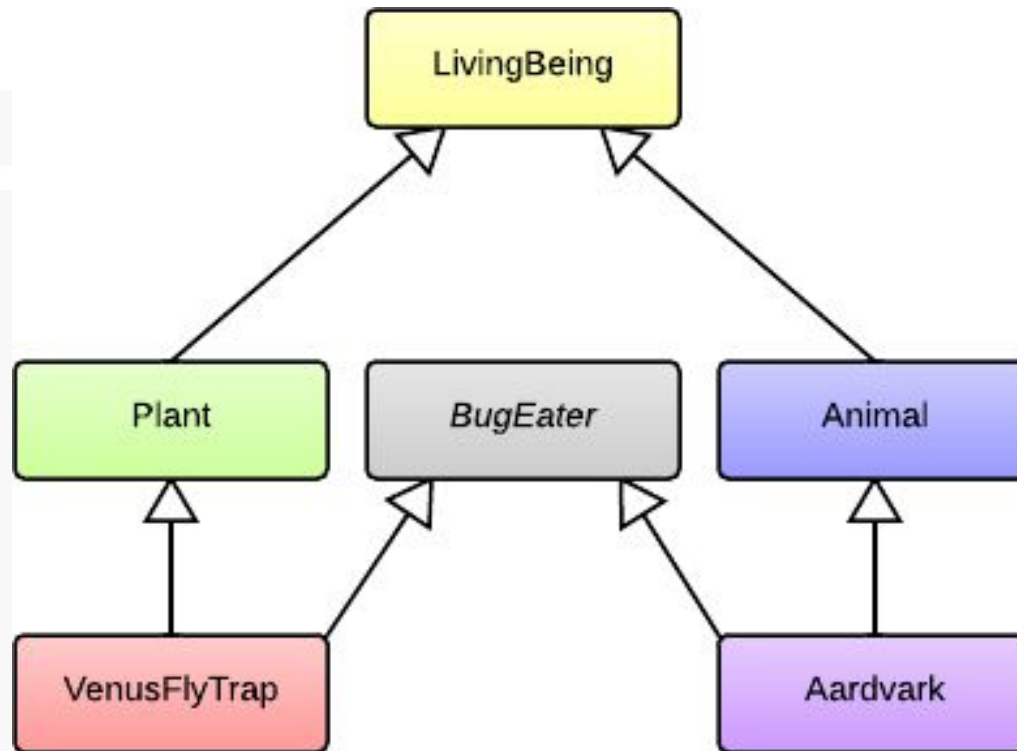 LivingBeing
Plant
BugEater
Animal
VenusFlyTrap
Aardvark